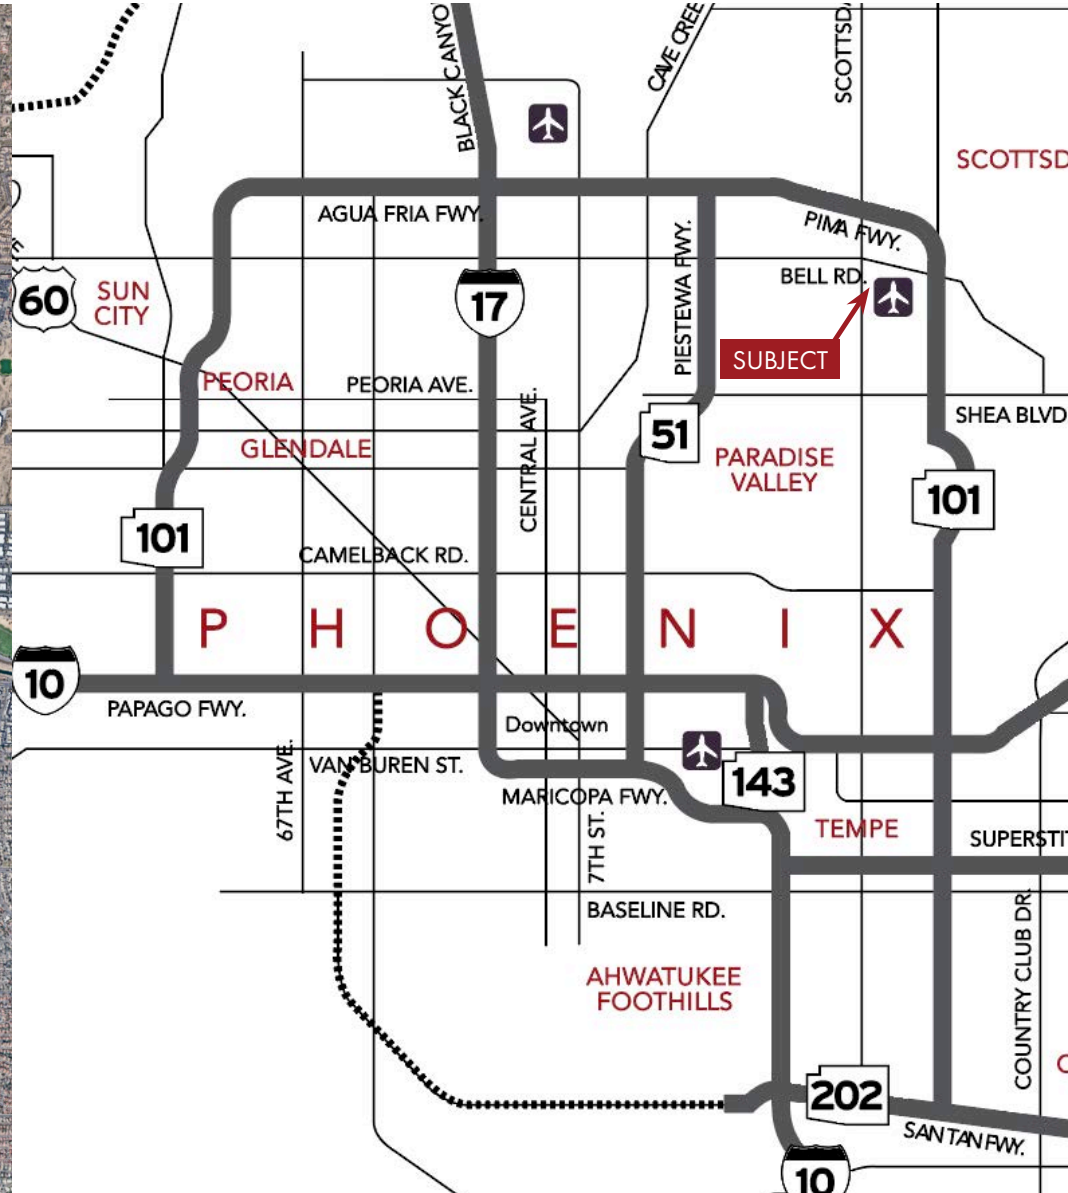 BLACK CANYO
CAVE CREE
SCOTTSD
SCOTTSD
AGUA FRIA FWY.
PIMA FWY.
PIESTEWA FWY.
BELL RD.
60
SUN
CITY
17
SUBJECT
PEORIA
PEORIA AVE.
CENTRAL AVE.
51
SHEA BLVD
GLENDALE
PARADISE
VALLEY
101
101
CAMELBACK RD.
PHOENIX
10
PAPAGO FWY.
Downtown
67TH AVE.
VAN BUREN ST.
143
MARICOPA FWY.
7TH ST.
TEMPE
SUPERSTIT
BASELINE RD.
COUNTRY CLUB DR.
AHWATUKEE
FOOTHILLS
202
SAN TAN FWY.
10